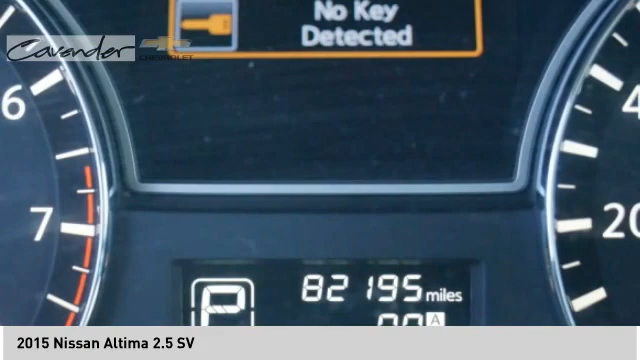 No Key
Detected
Cavender
CHEVROLET
6
4
7
20
82195 miles
P
A
2015 Nissan Altima 2.5 SV